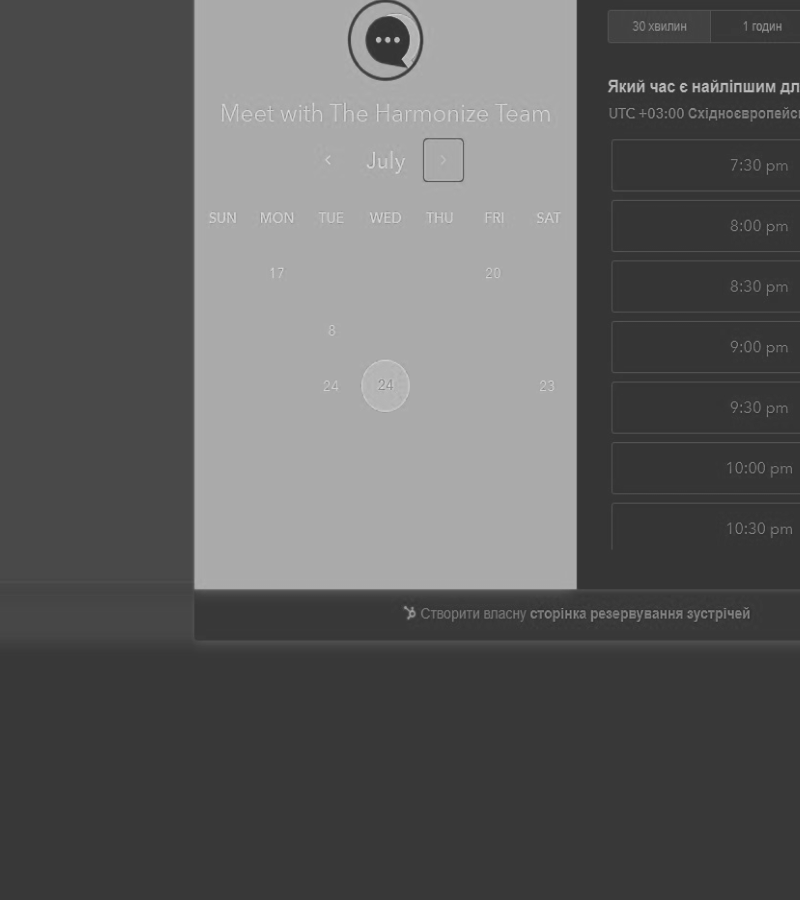 Meet with The Harmonize Team
July
SUN MON TUE WED THU FRI SAT
17 20
8
24 24 23
30 хвилин 1 годин
Який час є найліпшим дл
UTC +03:00 Східноєвропейс
7:30 pm
8:00 pm
8:30 pm
9:00 pm
9:30 pm
10:00 pm
10:30 pm
Створити власну сторінка резервування зустрічей